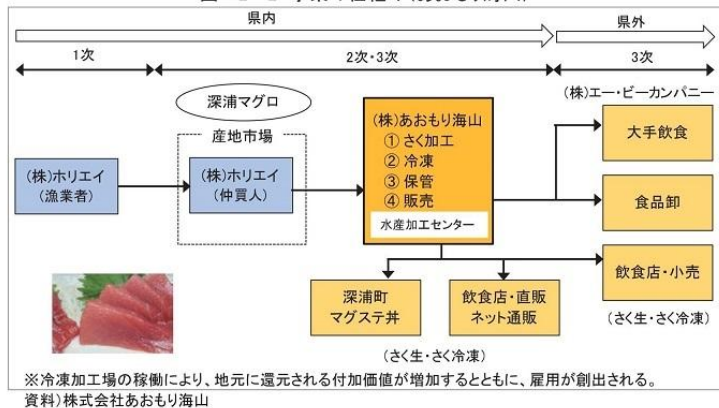 県内
県外
1次
2次・3次
3次
深浦マグロ
産地市場
(株)ホリエイ
(漁業者)
(株)ホリエイ
(仲買人)
(株)あおもり海山
① さく加工
② 冷凍
③ 保管
④ 販売
水産加工センター
(株)エー・ビーカンパニー
大手飲食
食品卸
飲食店・小売
(さく生・さく冷凍)
深浦町
マグステ丼
飲食店・直販
ネット通販
(さく生・さく冷凍)
※冷凍加工場の稼働により、地元に還元される付加価値が増加するとともに、雇用が創出される。
資料)株式会社あおもり海山